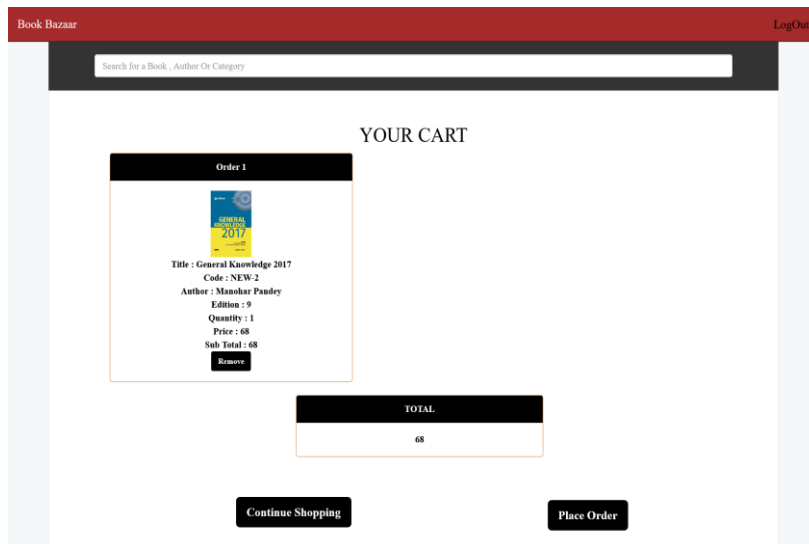 Book Bazaar
LogOut
Search for a Book , Author Or Category
YOUR CART
Order 1
GENERAL
KNOWLEDGE
2017
Title : General Knowledge 2017
Code : NEW-2
Author : Manohar Pandey
Edition : 9
Quantity : 1
Price : 68
Sub Total : 68
Remove
TOTAL
68
Continue Shopping
Place Order